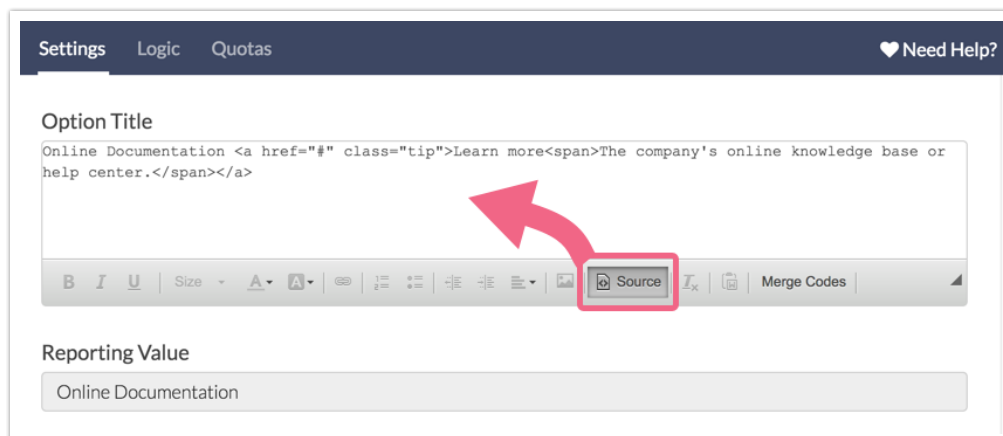 Settings Logic Quotas Need Help?
Option Title
Online Documentation <a href="#" class="tip">Learn more<span>The company's online knowledge base or
help center.</span></a>
B I U Size A A Source Ix Merge Codes
Reporting Value
Online Documentation